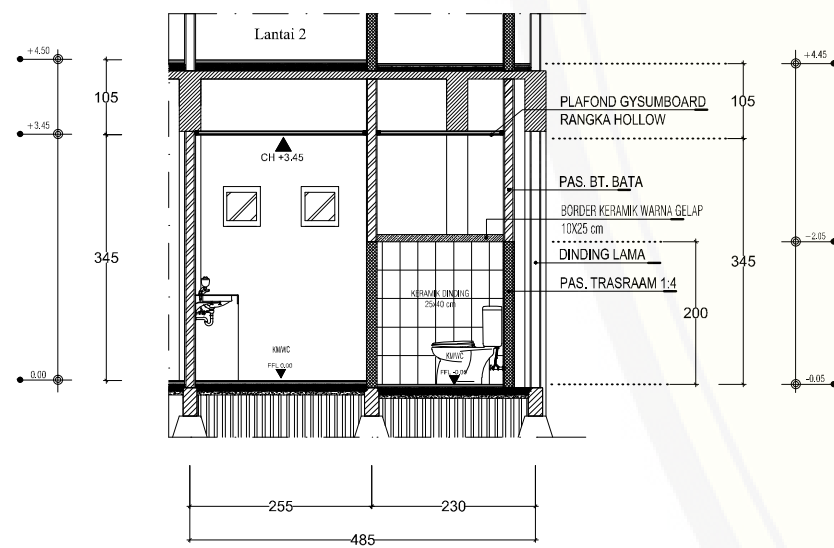 Lantai 2
+4.50
+4.45
105
105
PLAFOND GYSUMBOARD
RANGKA HOLLOW
+3.45
CH +3.45
PAS. BT. BATA
BORDER KERAMIK WARNA GELAP
10X25 cm
-2.05
345
DINDING LAMA
345
PAS. TRASRAAM 1:4
KERAMIK DINDING
25x40 cm
200
KM/WC
KM/WC
FFL 0.00
FFL -0.05
0.00
-0.05
255
230
485